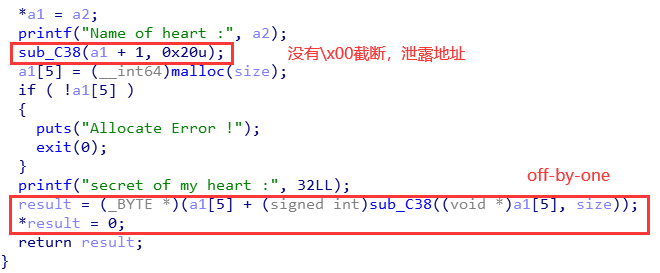 *a1 = a2;
printf("Name of heart :", a2);
sub_C38(a1 + 1, 0x20u);
没有\x00截断，泄露地址
a1[5] = (__int64)malloc(size);
if ( !a1[5] )
{
puts("Allocate Error !");
exit(0);
}
printf("secret of my heart :", 32LL);
off-by-one
result = (_BYTE *)(a1[5] + (signed int)sub_C38((void *)a1[5], size));
*result = 0;
return result;
}